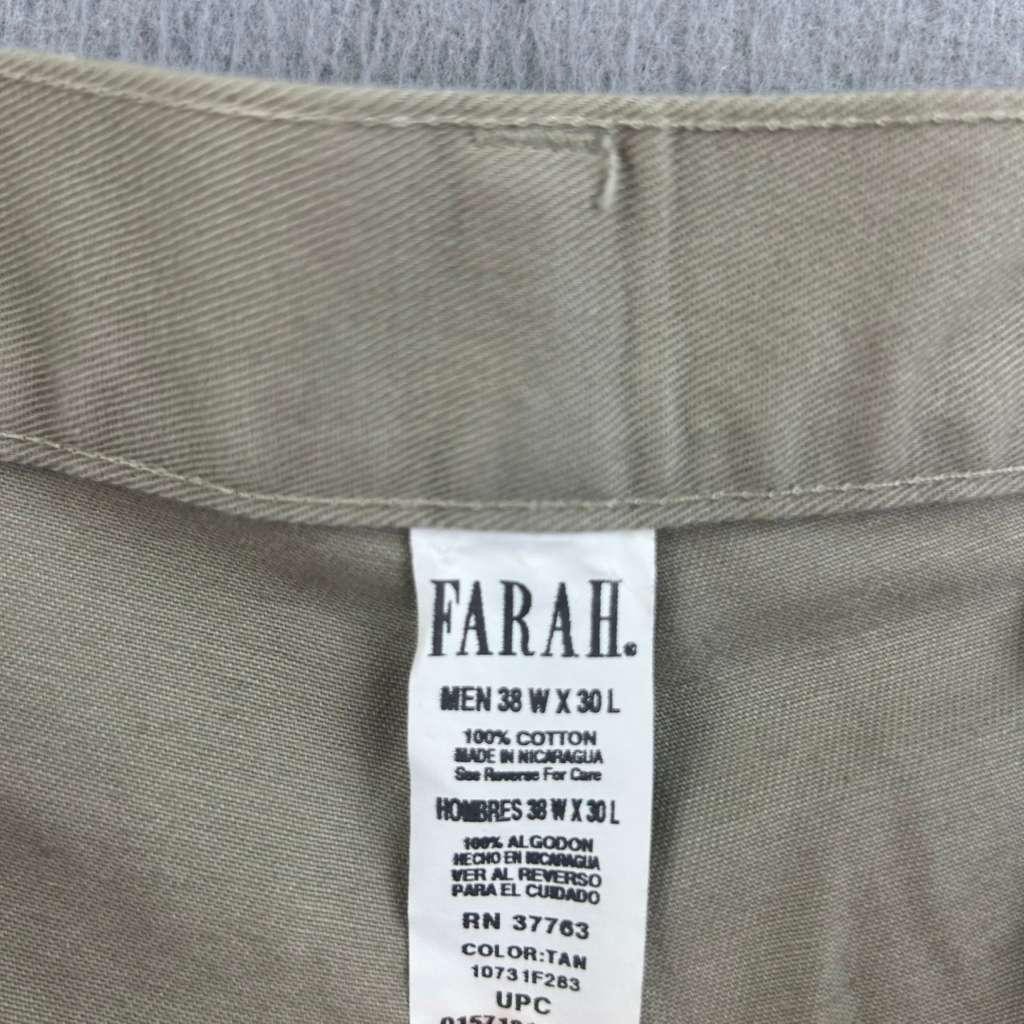 FARAH®
MEN 38 W X 30 L
100% COTTON
MADE IN NICARAGUA
See Reverse For Care
HOMBRES 38 W X 30 L
100% ALGODON
HECHO EN NICARAGUA
VER AL REVERSO
PARA EL CUIDADO
RN 37763
COLOR:TAN
10731F283
UPC